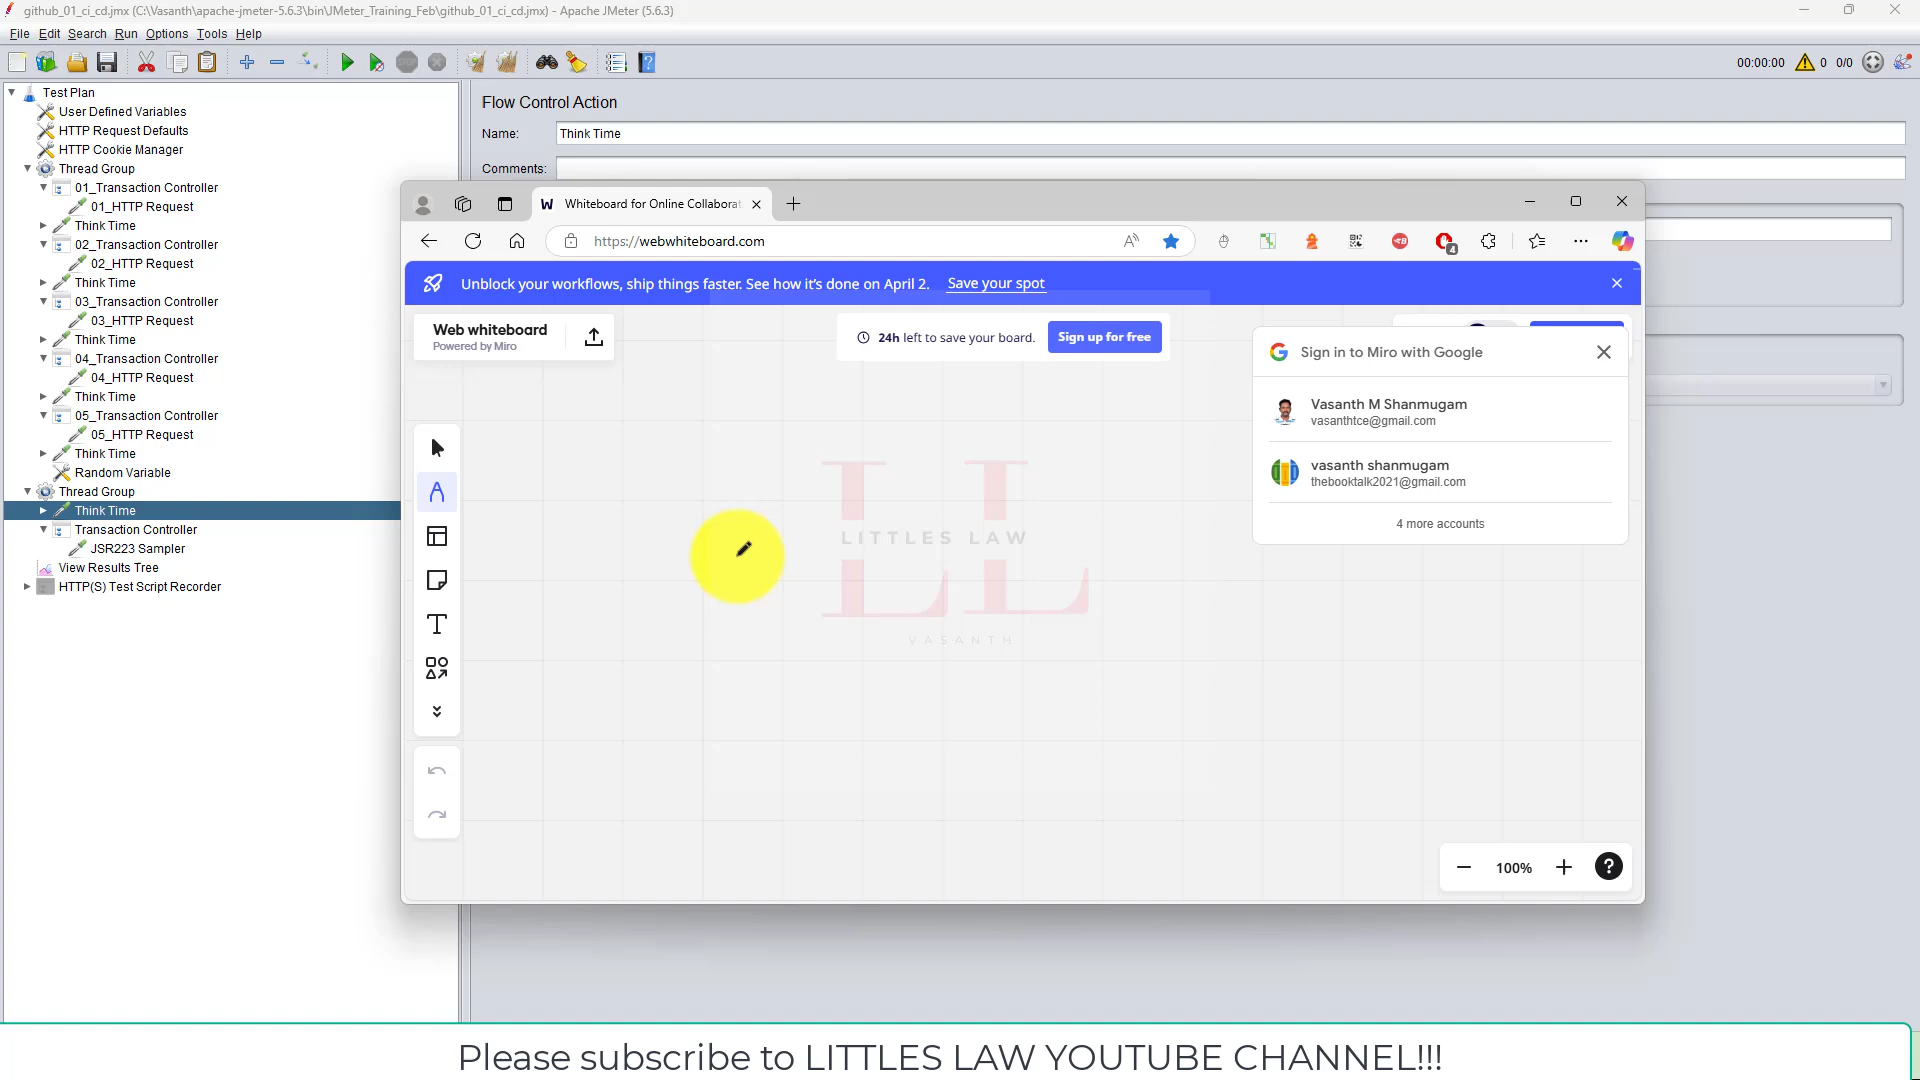 github_01_ci_cd.jmx (C:\Vasanth\apache-jmeter-5.6.3\bin\JMeter_Training_Feb\github_01_ci_cd.jmx) - Apache JMeter (5.6.3)
File Edit Search Run Options Tools Help
00:00:00 0 0/0
Test Plan
User Defined Variables
HTTP Request Defaults
HTTP Cookie Manager
Thread Group
01_Transaction Controller
01_HTTP Request
Think Time
02_Transaction Controller
02_HTTP Request
Think Time
03_Transaction Controller
03_HTTP Request
Think Time
04_Transaction Controller
04_HTTP Request
Think Time
05_Transaction Controller
05_HTTP Request
Think Time
Random Variable
Thread Group
Think Time
Transaction Controller
JSR223 Sampler
View Results Tree
HTTP(S) Test Script Recorder
Flow Control Action
Name: Think Time
Comments:
Whiteboard for Online Collaborat
https://webwhiteboard.com
Unblock your workflows, ship things faster. See how it's done on April 2. Save your spot
Web whiteboard
Powered by Miro
24h left to save your board. Sign up for free
Sign in to Miro with Google
Vasanth M Shanmugam
vasanthtce@gmail.com
vasanth shanmugam
thebooktalk2021@gmail.com
4 more accounts
LL
LITTLES LAW
VASANTH
100%
Please subscribe to LITTLES LAW YOUTUBE CHANNEL!!!